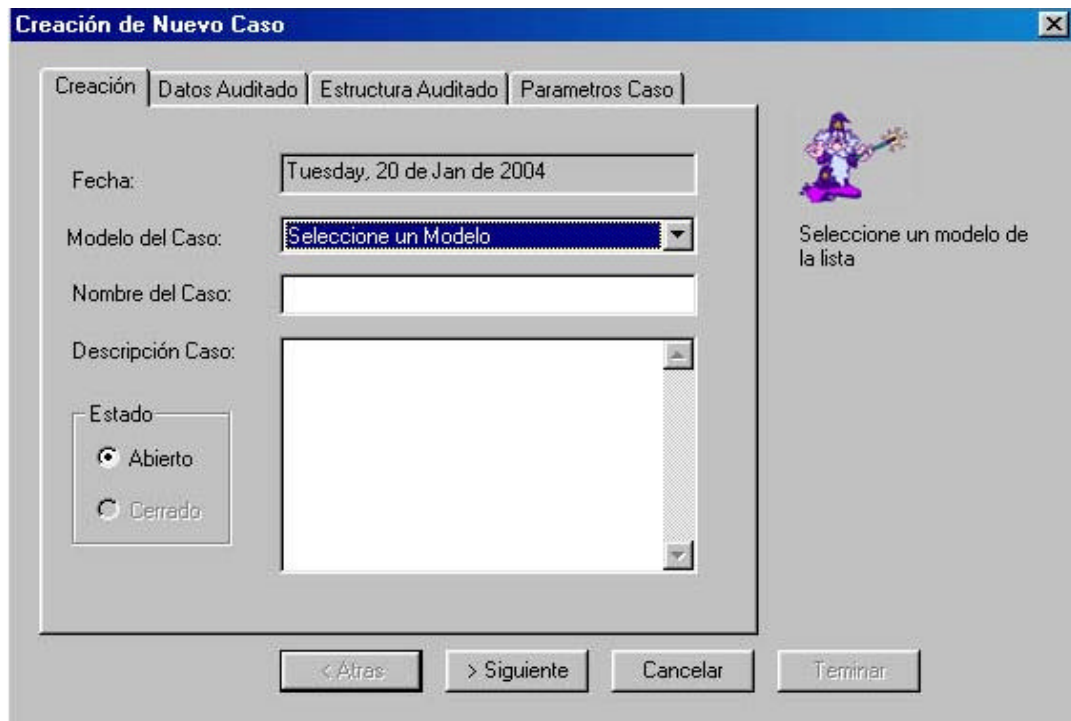 Creación de Nuevo Caso
Creación
Datos Auditado
Estructura Auditado
Parametros Caso
Fecha:
Tuesday, 20 de Jan de 2004
Modelo del Caso:
Seleccione un Modelo
Nombre del Caso:
Descripción Caso:
Estado
Abierto
Cerrado
Seleccione un modelo de
la lista
< Atras
> Siguiente
Cancelar
Teminar